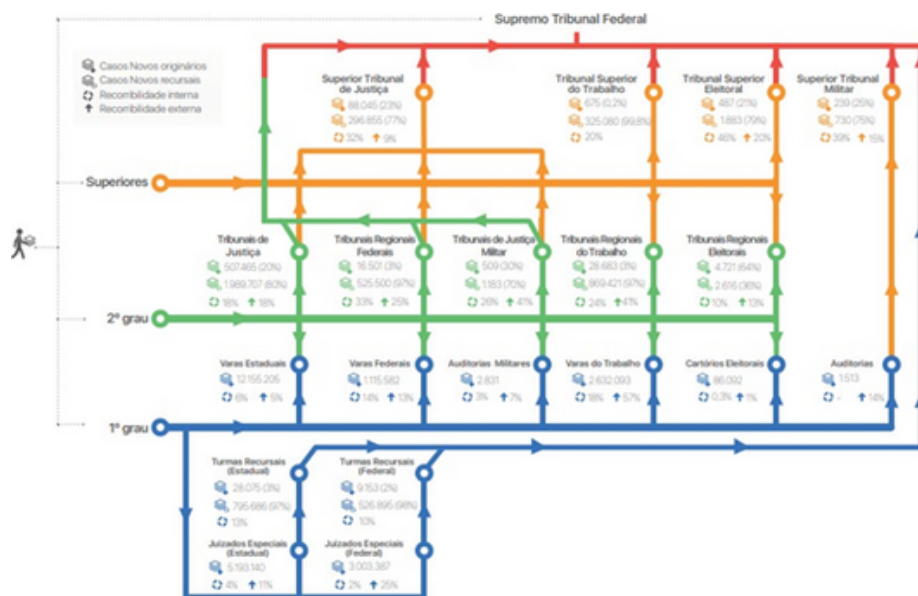 Supremo Tribunal Federal
Casos Novos originários
Casos Novos recursais
Recorribilidade interna
Recorribilidade externa
Superior Tribunal
de Justiça
88.045 (23%)
296.855 (77%)
32% 9%
Tribunal Superior
do Trabalho
675 (0,2%)
325.080 (99,8%)
20%
Tribunal Superior
Eleitoral
487 (21%)
1.883 (79%)
46% 20%
Superior Tribunal
Militar
239 (25%)
730 (75%)
39% 15%
Superiores
Tribunais de
Justiça
507.465 (20%)
1.989.707 (80%)
18% 18%
Tribunais Regionais
Federais
16.501 (3%)
525.500 (97%)
33% 25%
Tribunais de Justiça
Militar
509 (30%)
1.183 (70%)
26% 41%
Tribunais Regionais
do Trabalho
28.683 (3%)
869.421 (97%)
24% 41%
Tribunais Regionais
Eleitorais
4.721 (64%)
2.616 (36%)
10% 13%
2º grau
Varas Estaduais
12.155.205
6% 5%
Varas Federais
1.115.582
14% 13%
Auditorias Militares
2.831
3% 7%
Varas do Trabalho
2.632.093
18% 57%
Cartórios Eleitorais
86.092
0,3% 1%
Auditorias
1.513
- 14%
1º grau
Turmas Recursais
(Estadual)
28.075 (3%)
795.686 (97%)
13%
Turmas Recursais
(Federal)
9.153 (2%)
526.895 (98%)
10%
Juizados Especiais
(Estadual)
5.193.140
4% 11%
Juizados Especiais
(Federal)
3.003.387
2% 25%